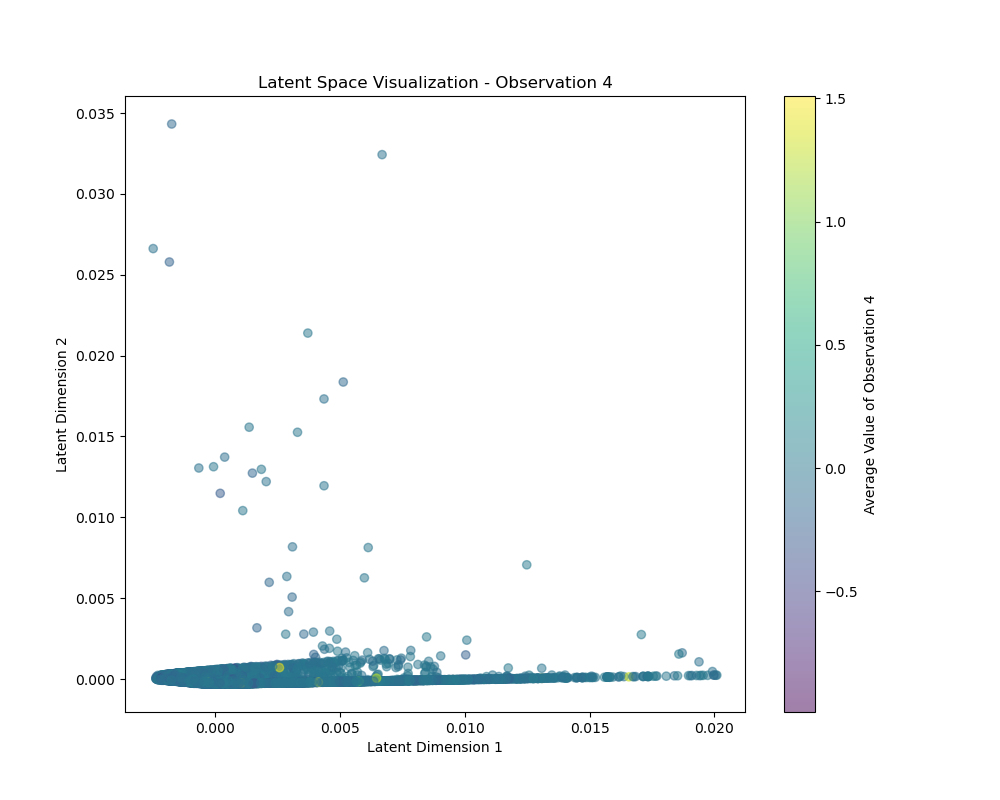 Latent Space Visualization - Observation 4
0.035
0.030
0.025
0.020
0.015
0.010
0.005
0.000
Latent Dimension 2
0.000 0.005 0.010 0.015 0.020
Latent Dimension 1
1.5
1.0
0.5
0.0
−0.5
Average Value of Observation 4